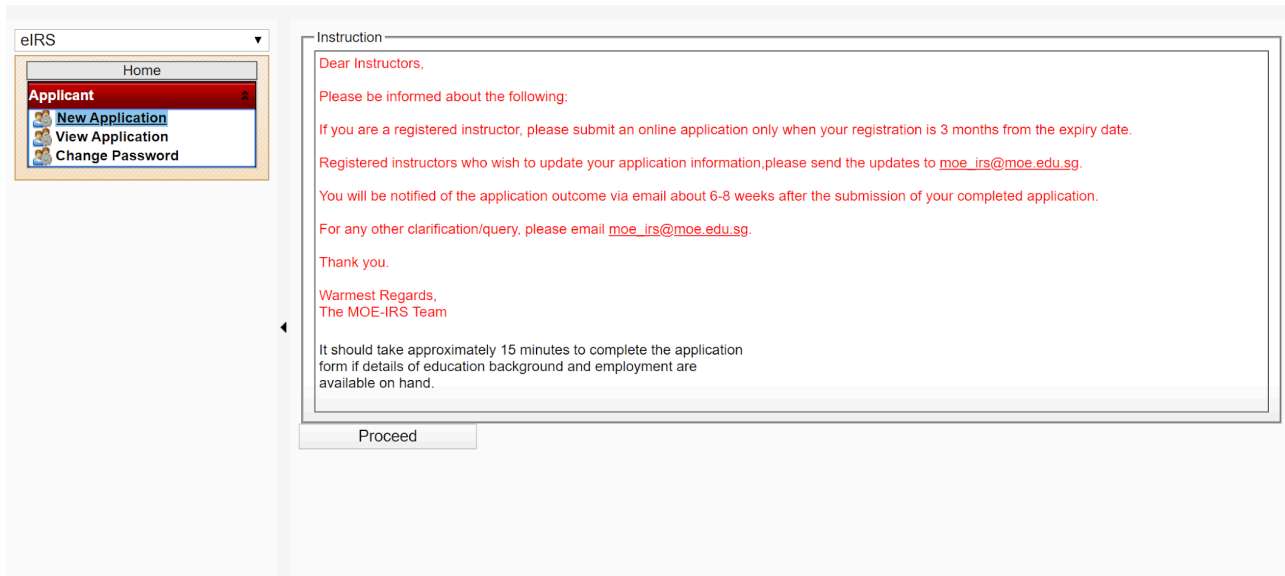 eIRS
Home
Applicant
New Application
View Application
Change Password
Instruction
Dear Instructors,
Please be informed about the following:
If you are a registered instructor, please submit an online application only when your registration is 3 months from the expiry date.
Registered instructors who wish to update your application information,please send the updates to moe_irs@moe.edu.sg.
You will be notified of the application outcome via email about 6-8 weeks after the submission of your completed application.
For any other clarification/query, please email moe_irs@moe.edu.sg.
Thank you.
Warmest Regards,
The MOE-IRS Team
It should take approximately 15 minutes to complete the application
form if details of education background and employment are
available on hand.
Proceed